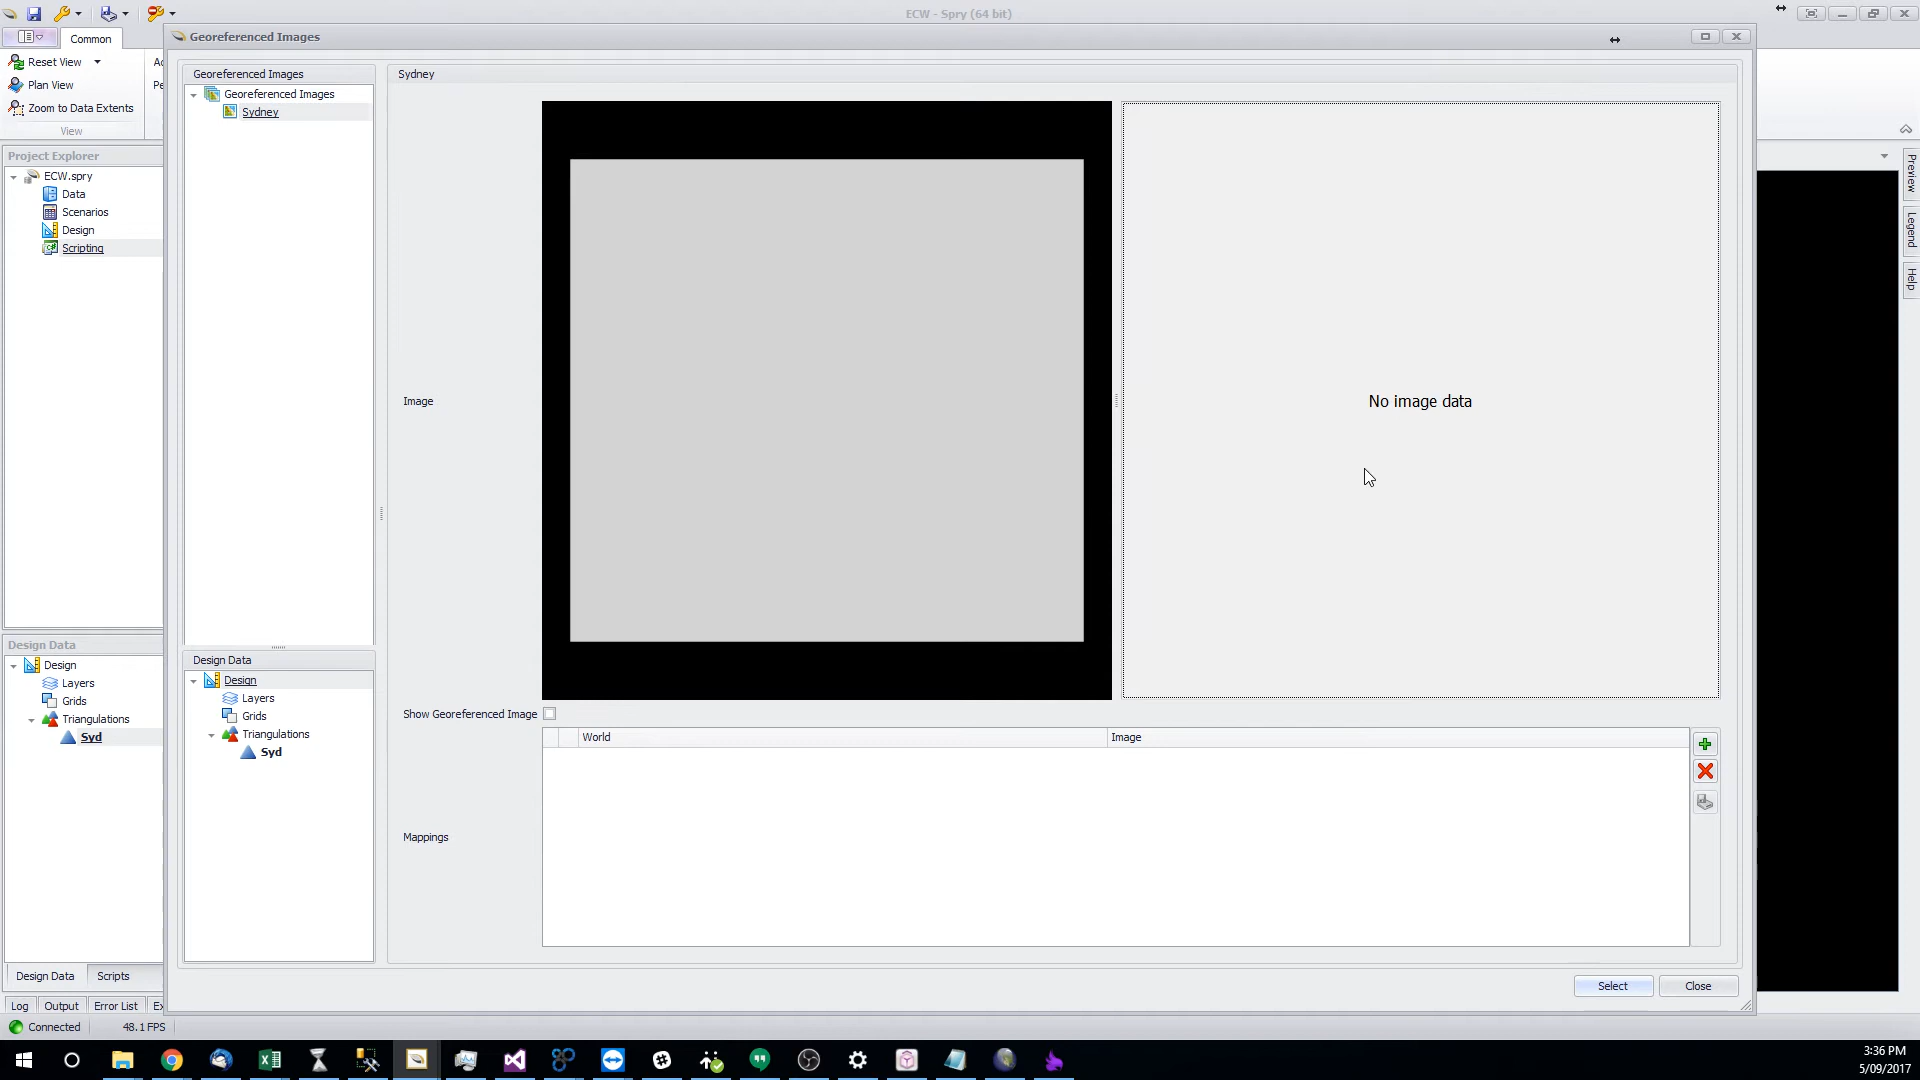 ECW - Spry (64 bit)
Common
Georeferenced Images
Reset View
Plan View
Zoom to Data Extents
View
Ac
Pe
Georeferenced Images
Georeferenced Images
Sydney
Sydney
Project Explorer
ECW.spry
Data
Scenarios
Design
Scripting
Image
No image data
Preview
Legend
Help
Design Data
Design
Layers
Grids
Triangulations
Syd
Design Data
Design
Layers
Grids
Triangulations
Syd
Show Georeferenced Image
World
Image
Mappings
Design Data
Scripts
Select
Close
Log
Output
Error List
Ex
Connected
48.1 FPS
3:36 PM
5/09/2017